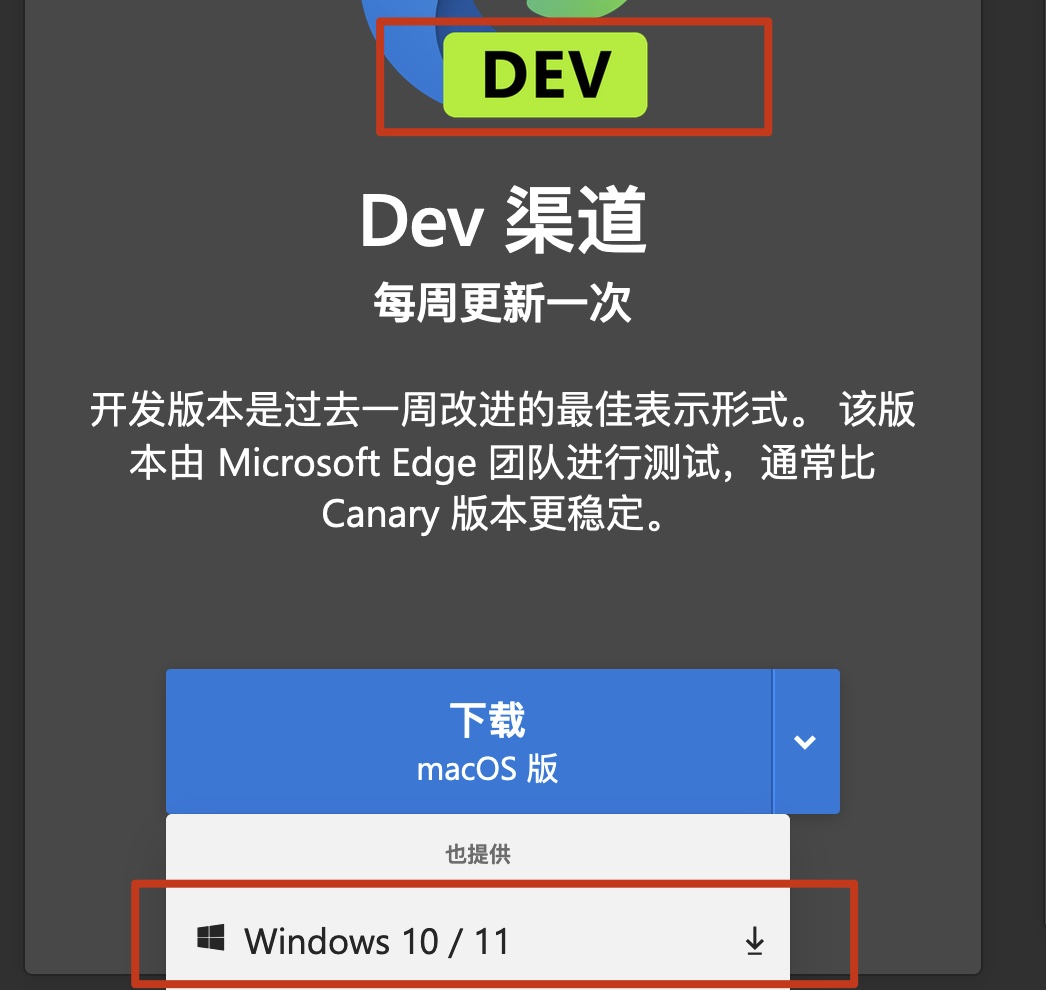 DEV
Dev 渠道
每周更新一次
开发版本是过去一周改进的最佳表示形式。 该版
本由 Microsoft Edge 团队进行测试，通常比
Canary 版本更稳定。
下载
macOS 版
也提供
Windows 10 / 11